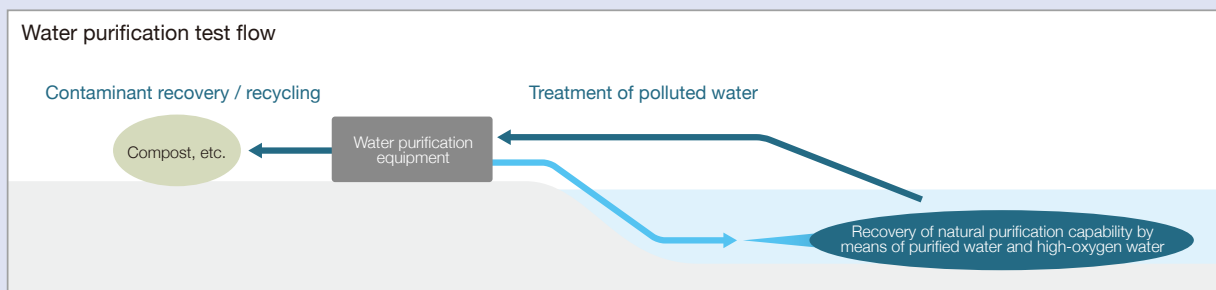 Water purification test flow
Contaminant recovery / recycling
Treatment of polluted water
Compost, etc.
Water purification
equipment
Recovery of natural purification capability by
means of purified water and high-oxygen water